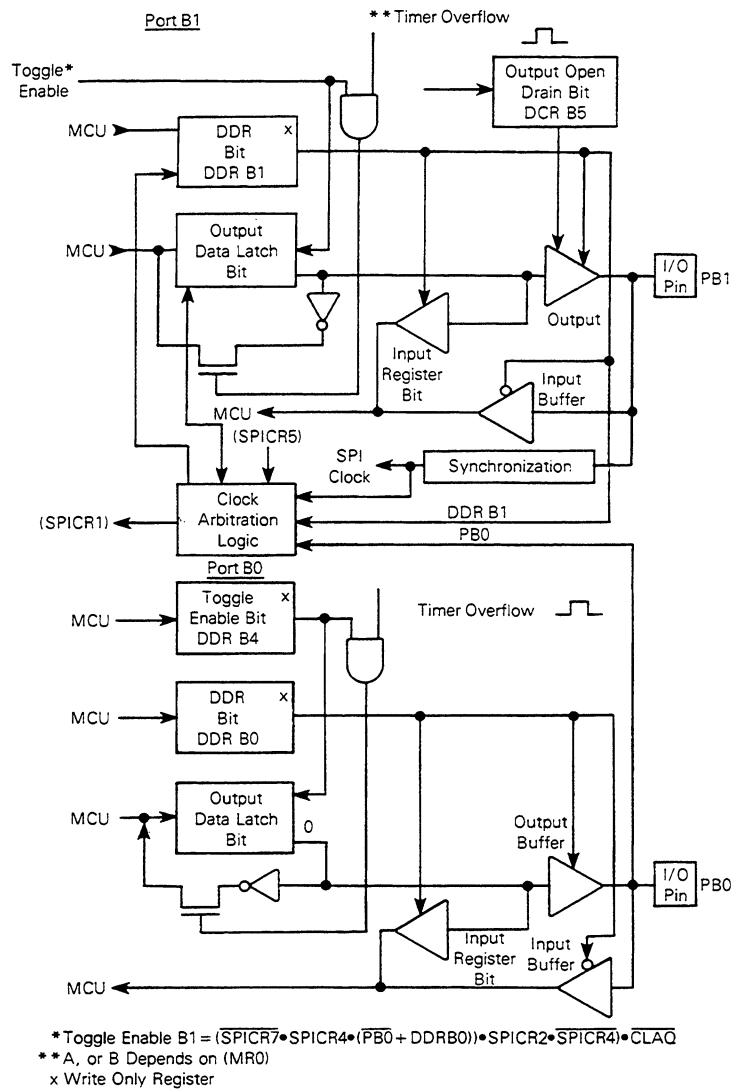 Port B1
**Timer Overflow
Toggle*
Enable
Output Open
Drain Bit
DCR B5
MCU
DDR
Bit
DDR B1
x
MCU
Output
Data Latch
Bit
I/O
Pin
PB1
Output
Input
Register
Bit
Input
Buffer
MCU
(SPICR5)
SPI
Clock
Synchronization
Clock
Arbitration
Logic
(SPICR1)
DDR B1
PB0
Port B0
Toggle
Enable Bit
DDR B4
x
MCU
Timer Overflow
MCU
DDR
Bit
DDR B0
x
MCU
Output
Data Latch
Bit
0
Output
Buffer
I/O
Pin
PB0
Input
Register
Bit
Input
Buffer
MCU
*Toggle Enable B1 = (S̅P̅I̅C̅R̅7̅•SPICR4•(P̅B̅0̅+DDRB0))•SPICR2•S̅P̅I̅C̅R̅4̅)•C̅L̅A̅Q̅
**A, or B Depends on (MR0)
x Write Only Register